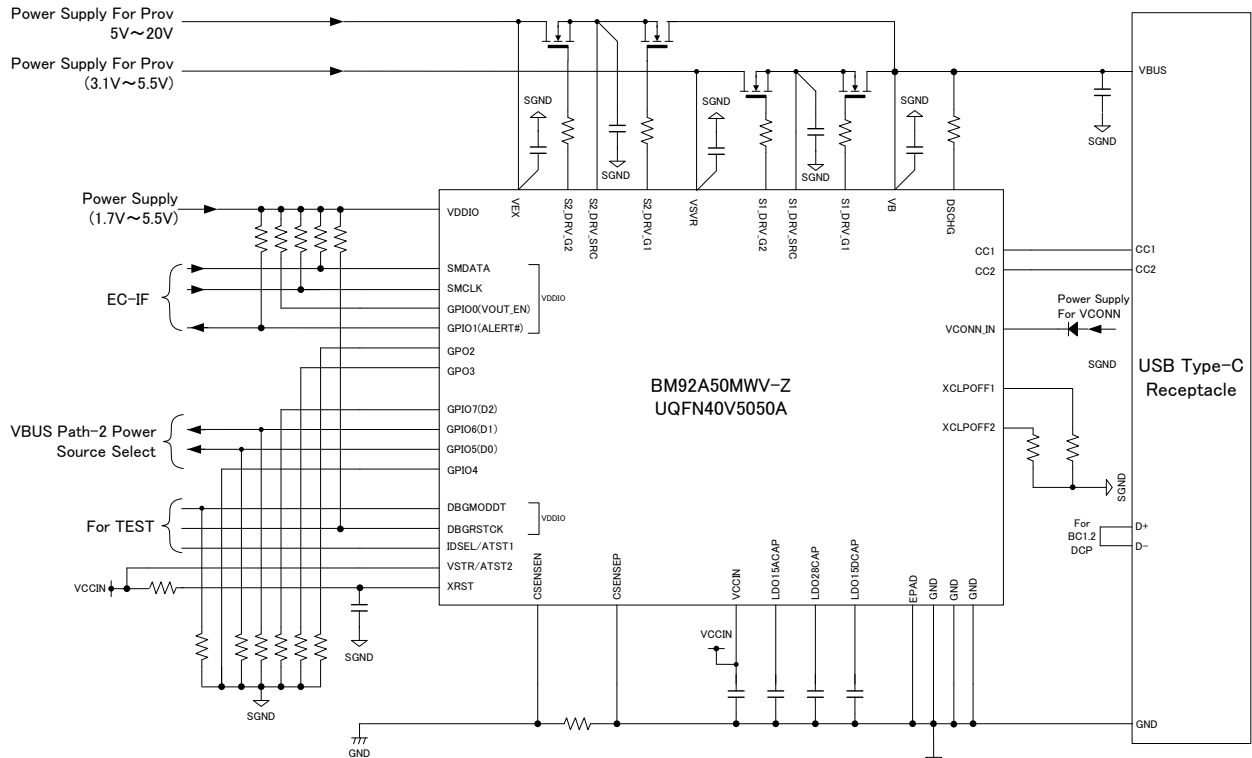 Power Supply For Prov
5V～20V
Power Supply For Prov
(3.1V～5.5V)
VBUS
SGND
SGND
SGND
SGND
SGND
SGND
Power Supply
(1.7V～5.5V)
VDDIO
VEX
S2_DRV_G2
S2_DRV_SRC
S2_DRV_G1
VSVR
S1_DRV_G2
S1_DRV_SRC
S1_DRV_G1
VB
DSCHG
EC-IF
SMDATA
SMCLK
GPIO0(VOUT_EN)
GPIO1(ALERT#)
VDDIO
CC1
CC2
CC1
CC2
Power Supply
For VCONN
VCONN_IN
SGND
GPO2
GPO3
BM92A50MWV-Z
UQFN40V5050A
USB Type-C
Receptacle
XCLPOFF1
XCLPOFF2
SGND
VBUS Path-2 Power
Source Select
GPIO7(D2)
GPIO6(D1)
GPIO5(D0)
GPIO4
For TEST
DBGMODDT
DBGRSTCK
IDSEL/ATST1
VDDIO
For
BC1.2
DCP
D+
D-
VCCIN
VSTR/ATST2
XRST
CSENSEN
CSENSEP
VCCIN
LDO15ACAP
LDO28CAP
LDO15DCAP
EPAD
GND
GND
GND
SGND
VCCIN
SGND
GND
GND